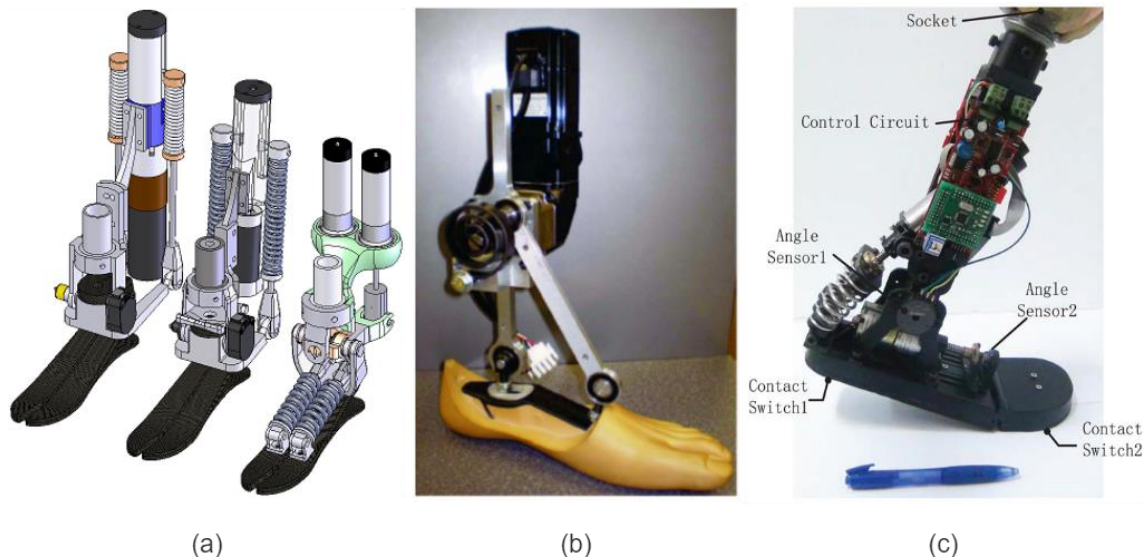 Socket
Control Circuit
Angle
Sensor1
Angle
Sensor2
Contact
Switch1
Contact
Switch2
(a)
(b)
(c)